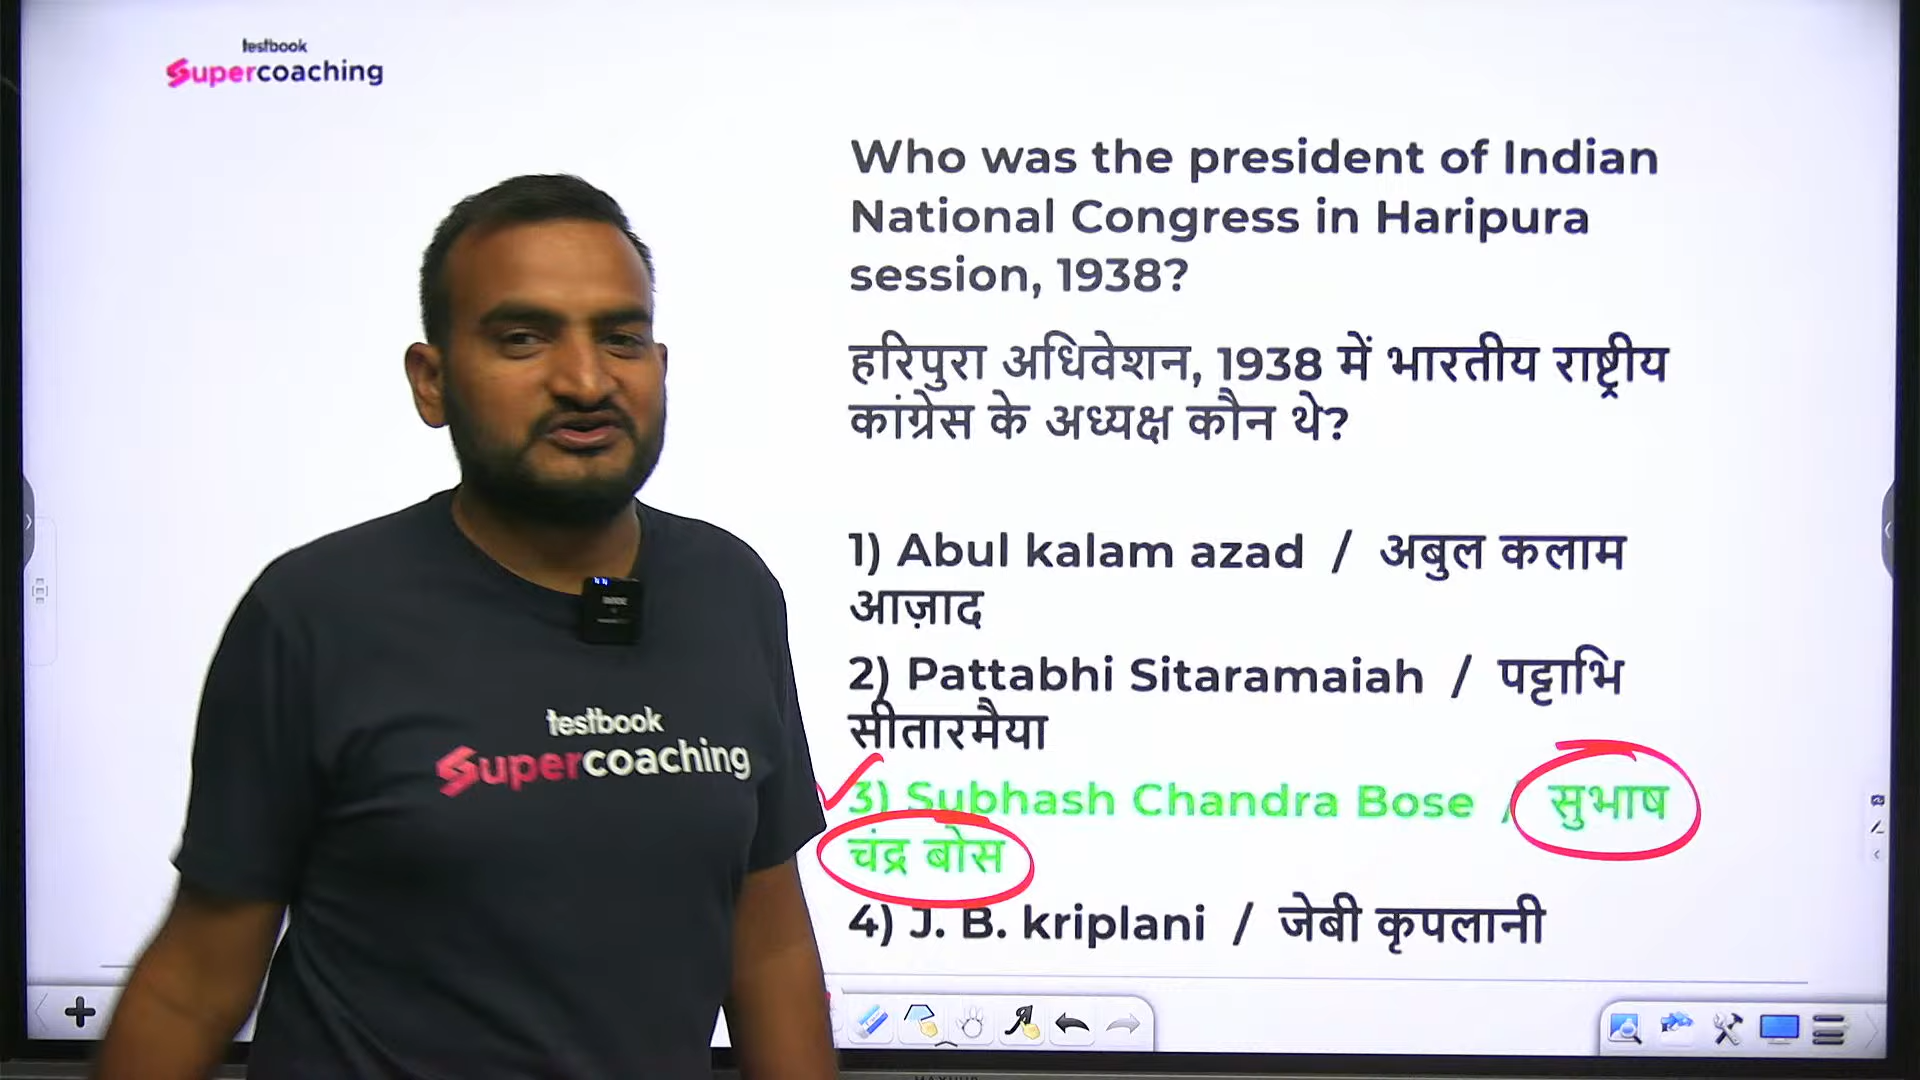 testbook
Supercoaching
Who was the president of Indian
National Congress in Haripura
session, 1938?
हरिपुरा अधिवेशन, 1938 में भारतीय राष्ट्रीय
कांग्रेस के अध्यक्ष कौन थे?
1) Abul kalam azad / अबुल कलाम
आज़ाद
2) Pattabhi Sitaramaiah / पट्टाभि
सीतारमैया
3) Subhash Chandra Bose / सुभाष
चंद्र बोस
4) J. B. kriplani / जेबी कृपलानी
testbook
Supercoaching